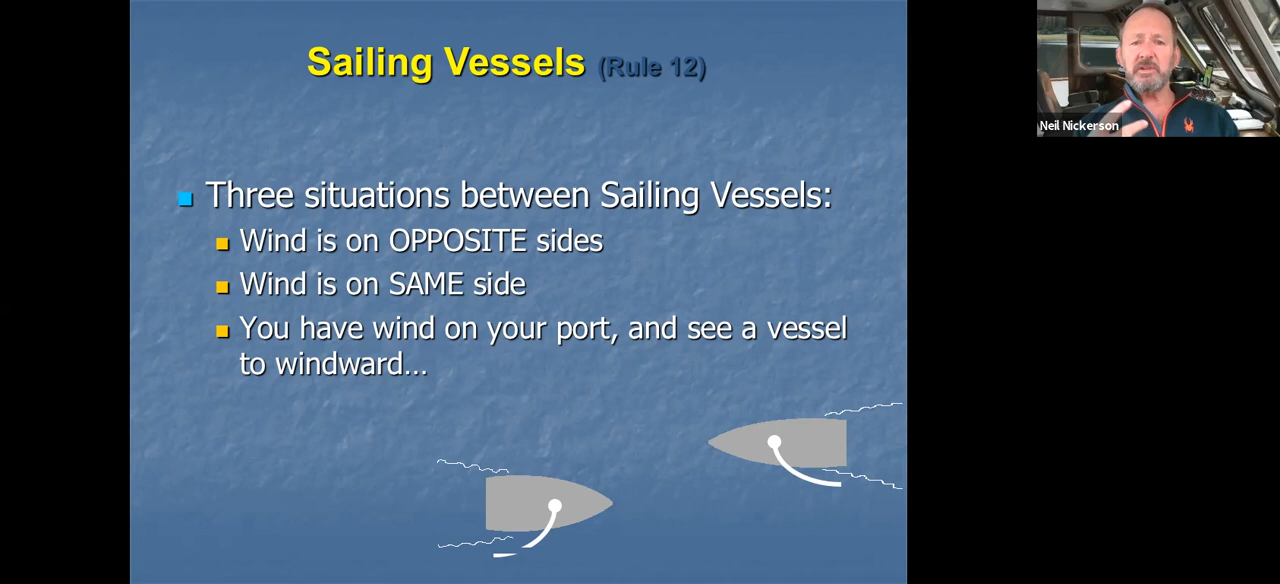 Sailing Vessels (Rule 12)
Neil Nickerson
Three situations between Sailing Vessels:
Wind is on OPPOSITE sides
Wind is on SAME side
You have wind on your port, and see a vessel
to windward...